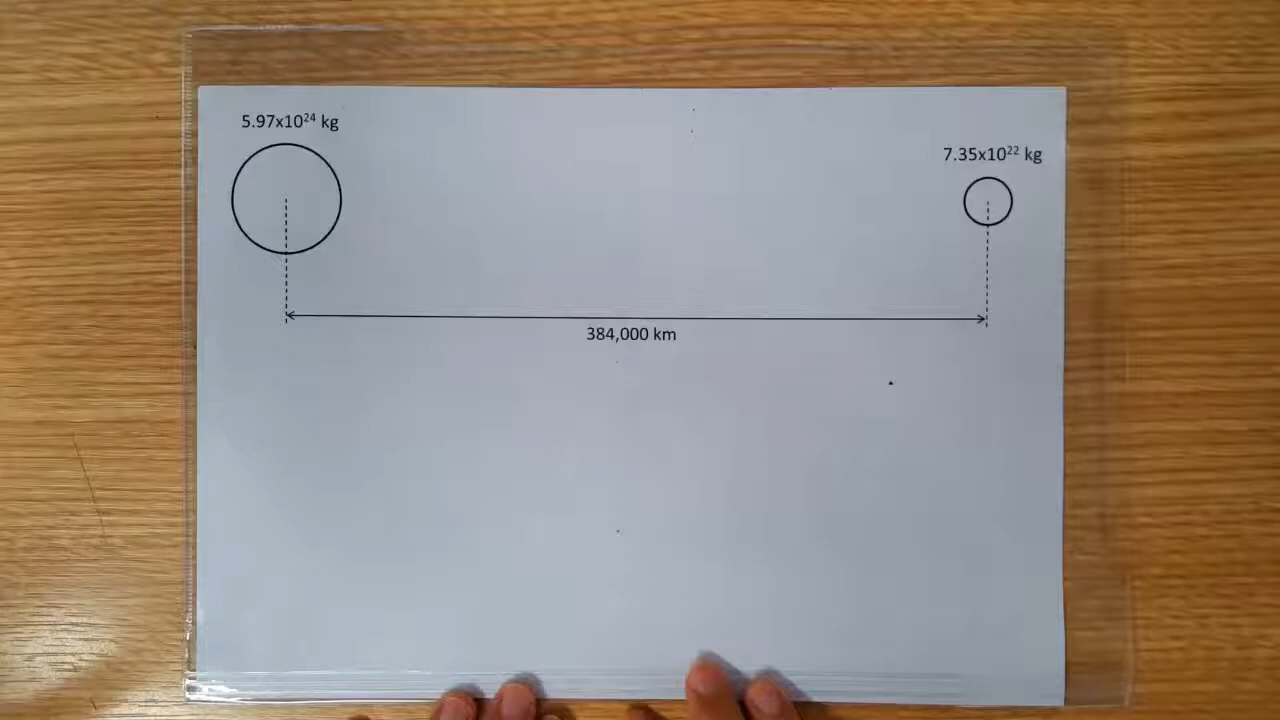 5.97x10²⁴ kg
7.35x10²² kg
384,000 km